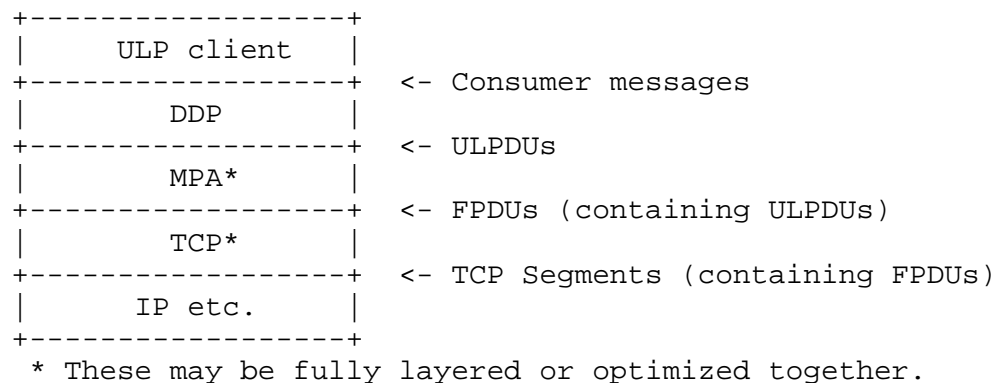 +------------------+
|     ULP client   |
+------------------+  <- Consumer messages
|        DDP       |
+------------------+  <- ULPDUs
|        MPA*      |
+------------------+  <- FPDUs (containing ULPDUs)
|        TCP*      |
+------------------+  <- TCP Segments (containing FPDUs)
|      IP etc.     |
+------------------+
 * These may be fully layered or optimized together.